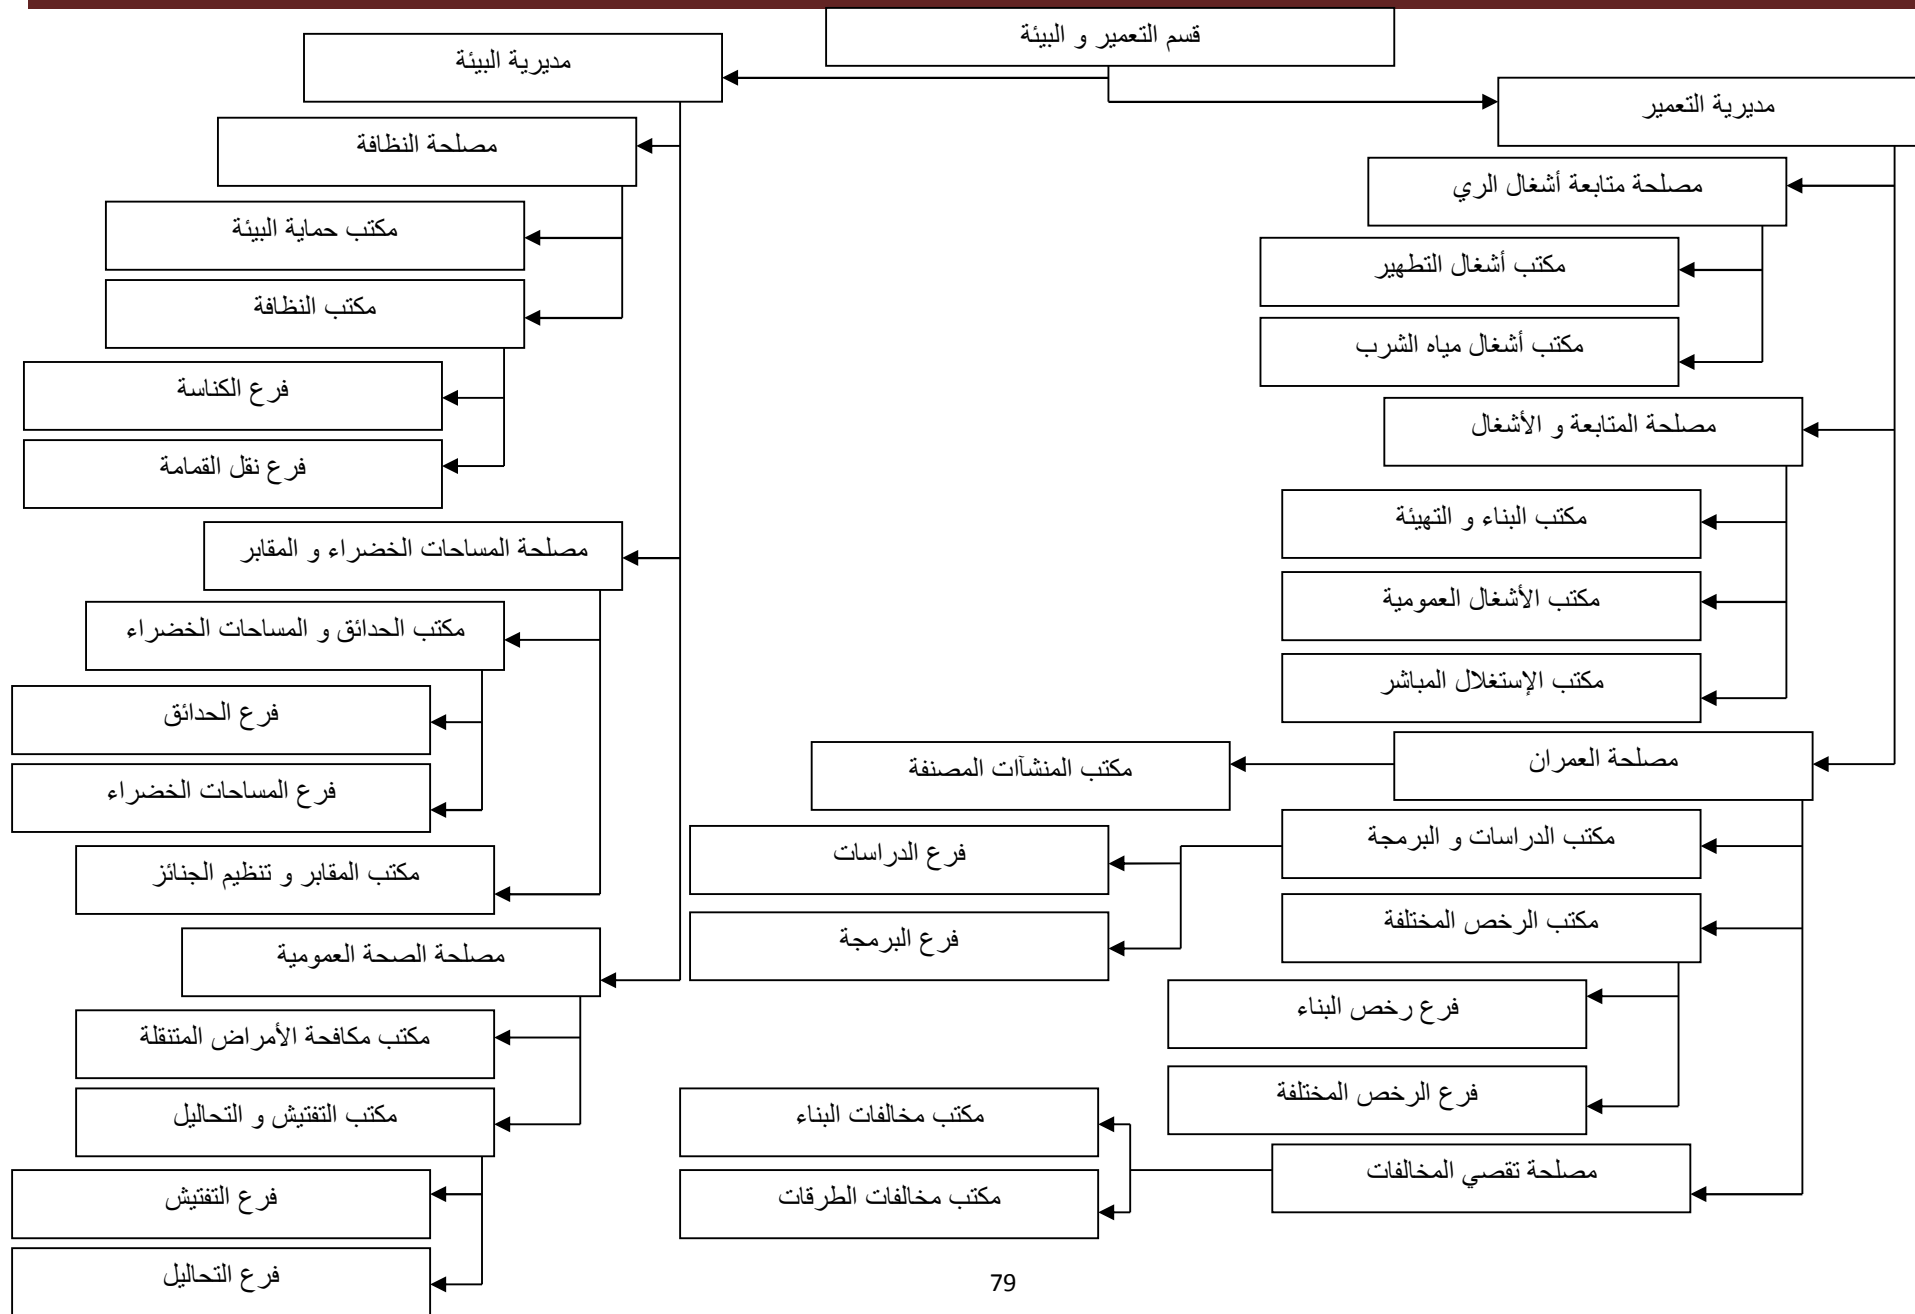 قسم التعمير و البيئة
مديرية التعمير
مصلحة متابعة أشغال الري
مكتب أشغال التطهير
مكتب أشغال مياه الشرب
مصلحة المتابعة و الأشغال
مكتب البناء و التهيئة
مكتب الأشغال العمومية
مكتب الإستغلال المباشر
مصلحة العمران
مكتب المنشآات المصنفة
مكتب الدراسات و البرمجة
فرع الدراسات
فرع البرمجة
مكتب الرخص المختلفة
فرع رخص البناء
فرع الرخص المختلفة
مصلحة تقصي المخالفات
مكتب مخالفات البناء
مكتب مخالفات الطرقات
مديرية البيئة
مصلحة النظافة
مكتب حماية البيئة
مكتب النظافة
فرع الكناسة
فرع نقل القمامة
مصلحة المساحات الخضراء و المقابر
مكتب الحدائق و المساحات الخضراء
فرع الحدائق
فرع المساحات الخضراء
مكتب المقابر و تنظيم الجنائز
مصلحة الصحة العمومية
مكتب مكافحة الأمراض المتنقلة
مكتب التفتيش و التحاليل
فرع التفتيش
فرع التحاليل
79